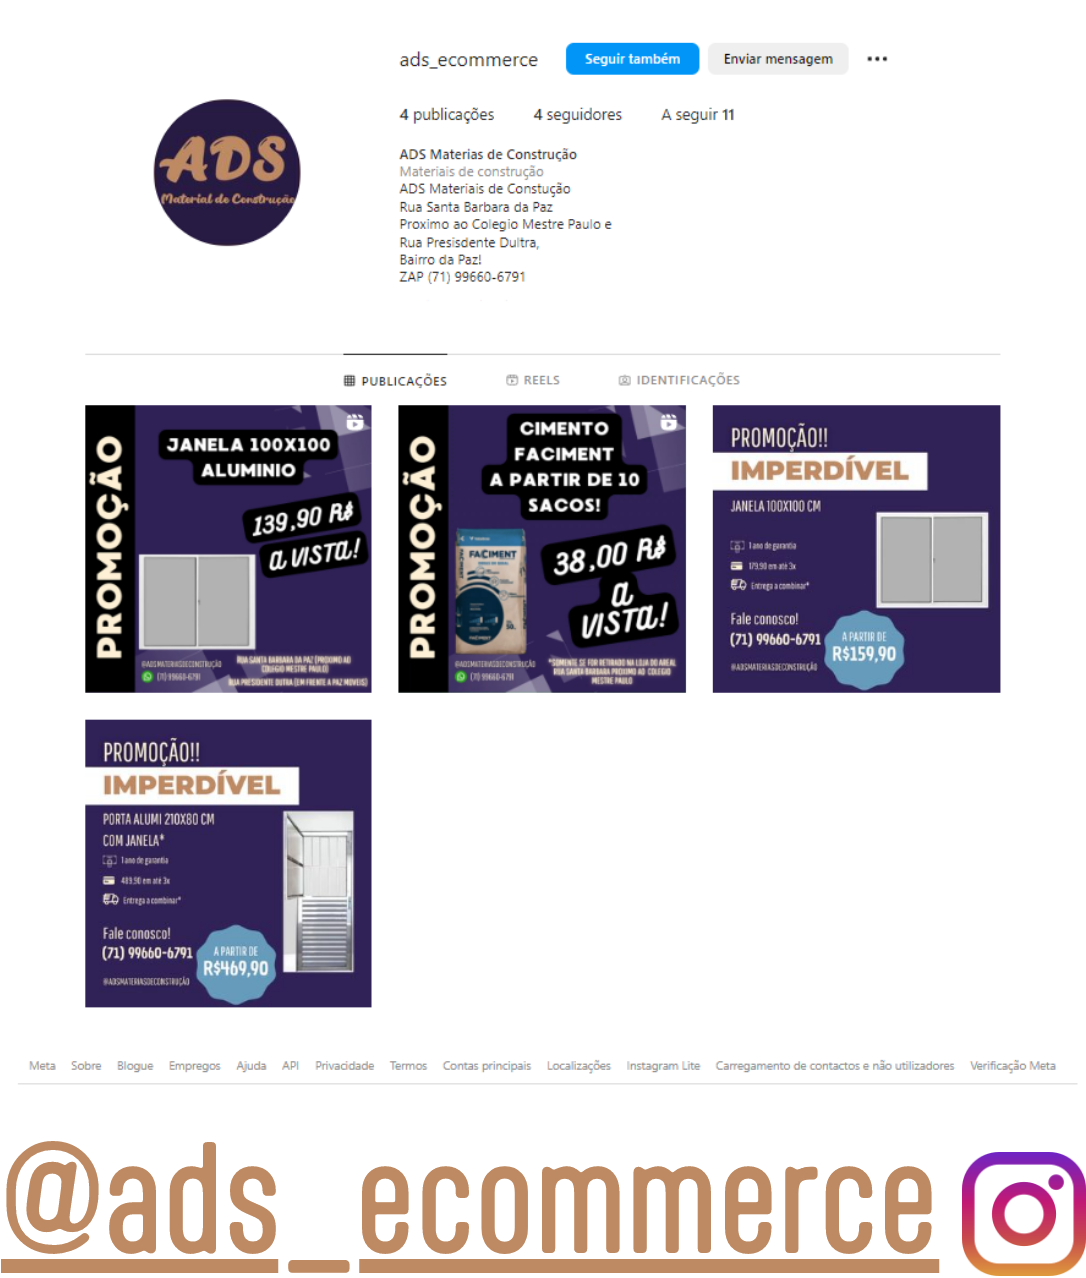 ads_ecommerce Seguir também Enviar mensagem
4 publicações 4 seguidores A seguir 11
ADS
Material de Construção
ADS Materias de Construção
Materiais de construção
ADS Materiais de Constução
Rua Santa Barbara da Paz
Proximo ao Colegio Mestre Paulo e
Rua Presisdente Dultra,
Bairro da Paz!
ZAP (71) 99660-6791
PUBLICAÇÕES REELS IDENTIFICAÇÕES
PROMOÇÃO
JANELA 100X100
ALUMINIO
139,90 R$
a VISTa!
@ADSMATERIASDECONSTRUÇÃO
(71) 99660-6791
RUA SANTA BARBARA DA PAZ (PROXIMO AO
COLEGIO MESTRE PAULO)
RUA PRESIDENTE DUTRA (EM FRENTE A PAZ MOVEIS)
PROMOÇÃO
CIMENTO
FACIMENT
A PARTIR DE 10
SACOS!
38,00 R$
a
VISTa!
FACIMENT
FACIMENT
@ADSMATERIASDECONSTRUÇÃO
(71) 99660-6791
*SOMENTE SE FOR RETIRADO NA LOJA DO AREAL
RUA SANTA BARBARA PROXIMO AO COLEGIO
MESTRE PAULO
PROMOÇÃO!!
IMPERDÍVEL
JANELA 100X100 CM
1 ano de garantia
179,90 em até 3x
Entrega a combinar*
Fale conosco!
(71) 99660-6791
@ADSMATERIASDECONSTRUÇÃO
A PARTIR DE
R$159,90
PROMOÇÃO!!
IMPERDÍVEL
PORTA ALUMI 210X80 CM
COM JANELA*
1 ano de garantia
489,90 em até 3x
Entrega a combinar*
Fale conosco!
(71) 99660-6791
@ADSMATERIASDECONSTRUÇÃO
A PARTIR DE
R$469,90
Meta Sobre Blogue Empregos Ajuda API Privacidade Termos Contas principais Localizações Instagram Lite Carregamento de contactos e não utilizadores Verificação Meta
@ads_ecommerce